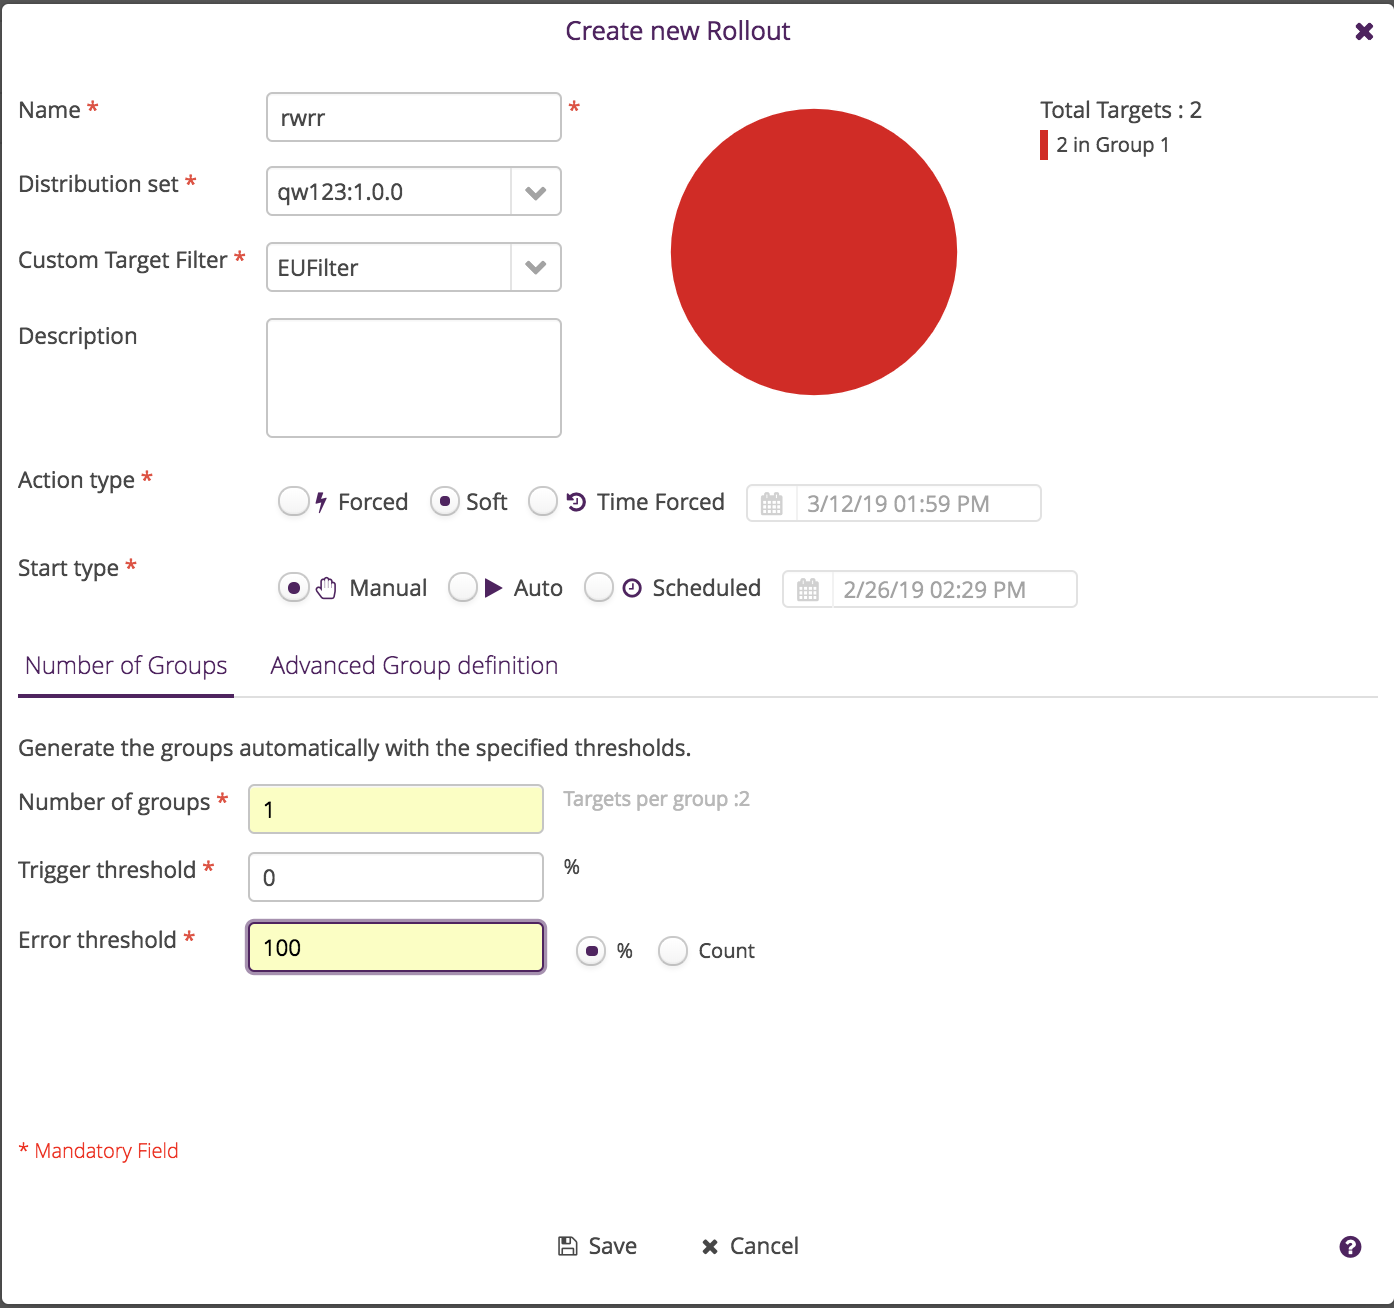 Create new Rollout
Name *
rwrr
*
Total Targets : 2
2 in Group 1
Distribution set *
qw123:1.0.0
Custom Target Filter *
EUFilter
Description
Action type *
Forced
Soft
Time Forced
3/12/19 01:59 PM
Start type *
Manual
Auto
Scheduled
2/26/19 02:29 PM
Number of Groups
Advanced Group definition
Generate the groups automatically with the specified thresholds.
Number of groups *
1
Targets per group :2
Trigger threshold *
0
%
Error threshold *
100
%
Count
* Mandatory Field
Save
Cancel
?